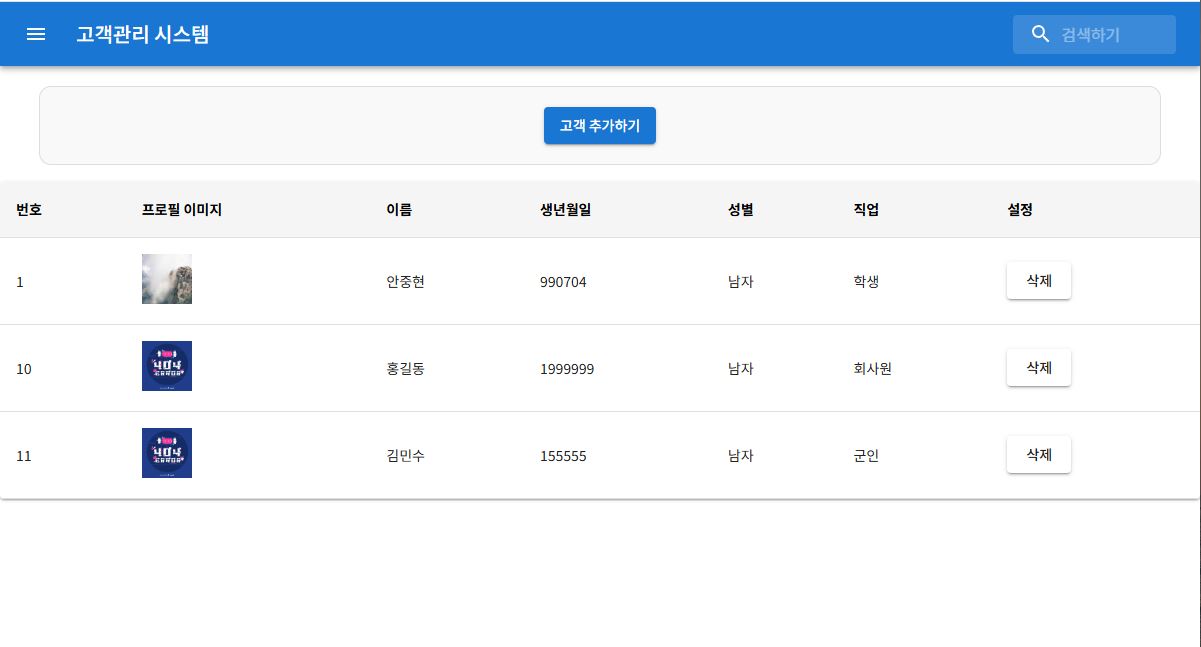 고객관리 시스템
검색하기
고객 추가하기
번호 프로필 이미지 이름 생년월일 성별 직업 설정
1 안중현 990704 남자 학생 삭제
10 홍길동 1999999 남자 회사원 삭제
11 김민수 155555 남자 군인 삭제